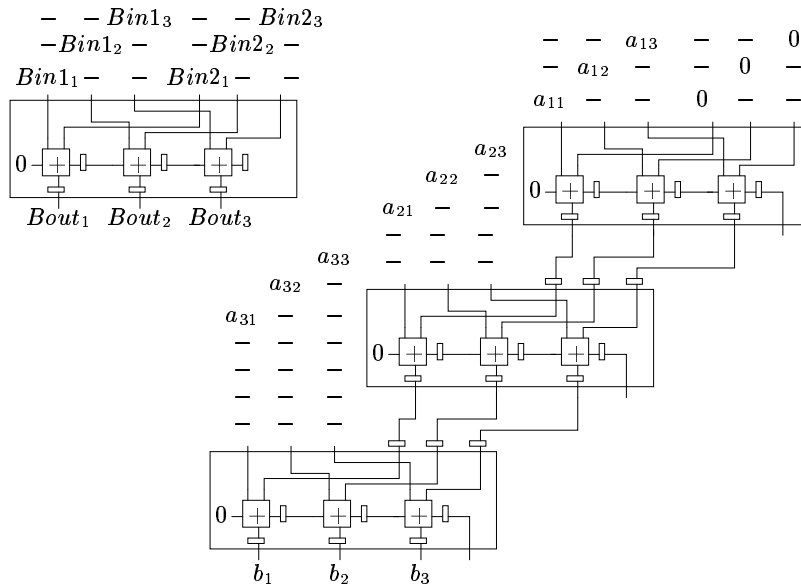 — — Bin1₃ — — Bin2₃
— Bin1₂ — — Bin2₂ —
Bin1₁ — — Bin2₁ — —
0 + + +
Bout₁ Bout₂ Bout₃
— — a₁₃ — — 0
— a₁₂ — — 0 —
a₁₁ — — 0 — —
0 + + +
a₂₃
a₂₂ —
a₂₁ — —
— — —
— — —
0 + + +
a₃₃
a₃₂ —
a₃₁ — —
— — —
— — —
— — —
— — —
0 + + +
b₁ b₂ b₃